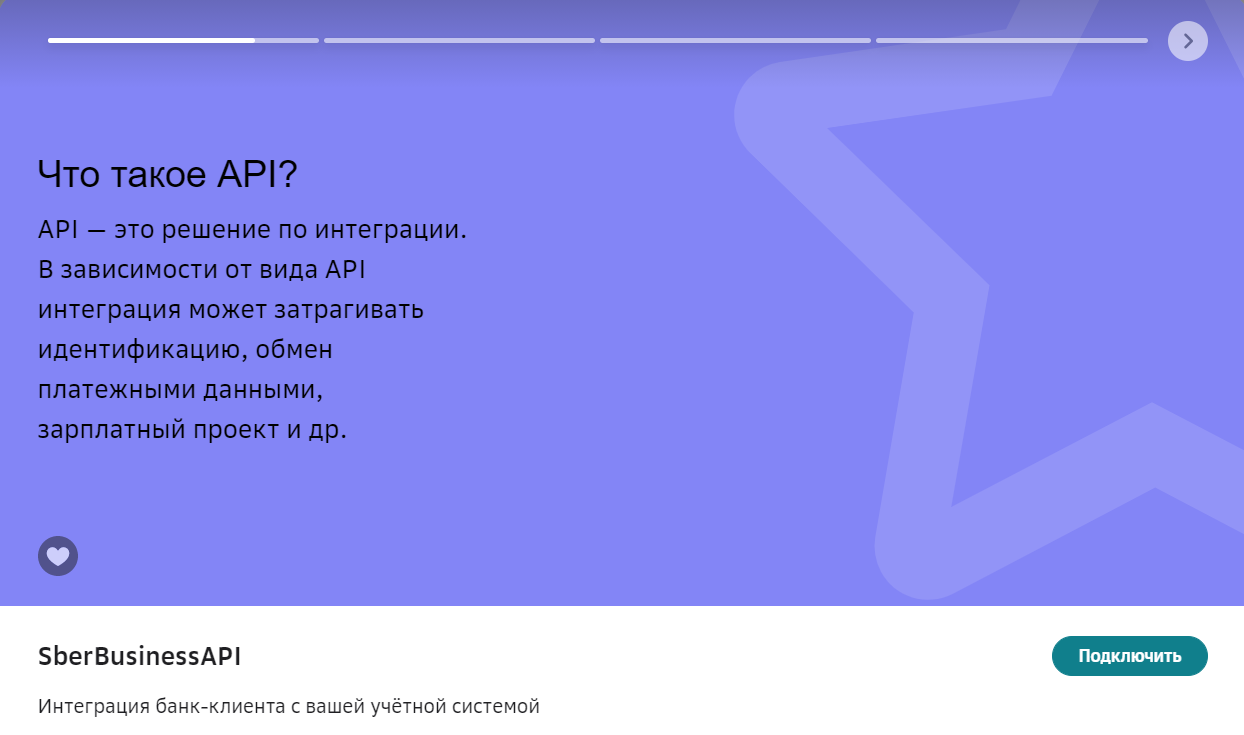 Что такое API?
API — это решение по интеграции.
В зависимости от вида API
интеграция может затрагивать
идентификацию, обмен
платежными данными,
зарплатный проект и др.
SberBusinessAPI
Подключить
Интеграция банк-клиента с вашей учётной системой